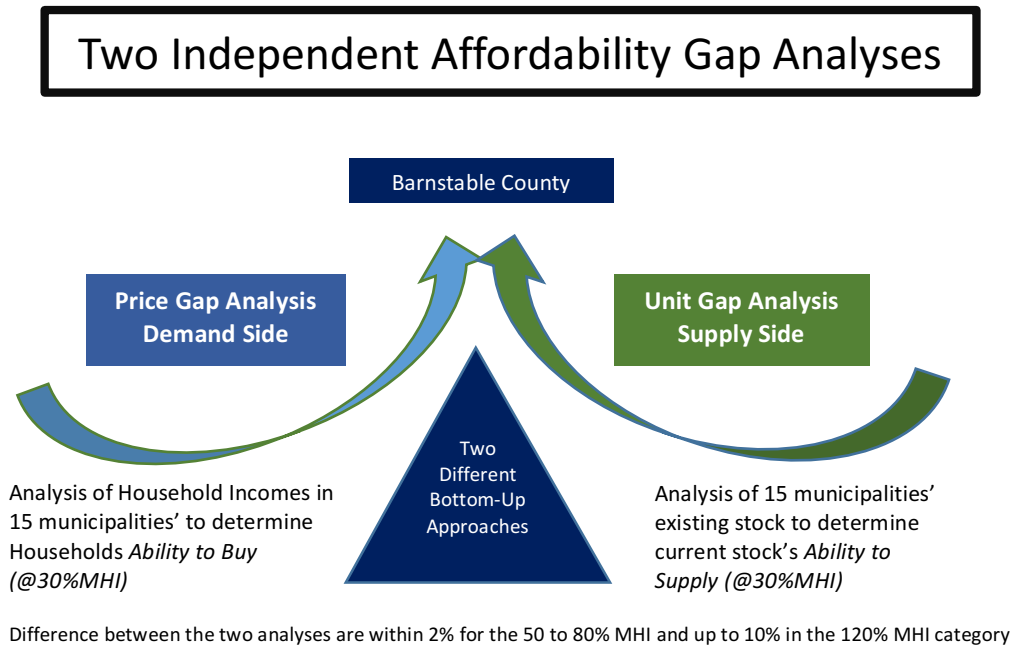 Two Independent Affordability Gap Analyses
Barnstable County
Price Gap Analysis
Demand Side
Unit Gap Analysis
Supply Side
Two
Different
Bottom-Up
Approaches
Analysis of Household Incomes in
15 municipalities’ to determine
Households Ability to Buy
(@30%MHI)
Analysis of 15 municipalities’
existing stock to determine
current stock’s Ability to
Supply (@30%MHI)
Difference between the two analyses are within 2% for the 50 to 80% MHI and up to 10% in the 120% MHI category